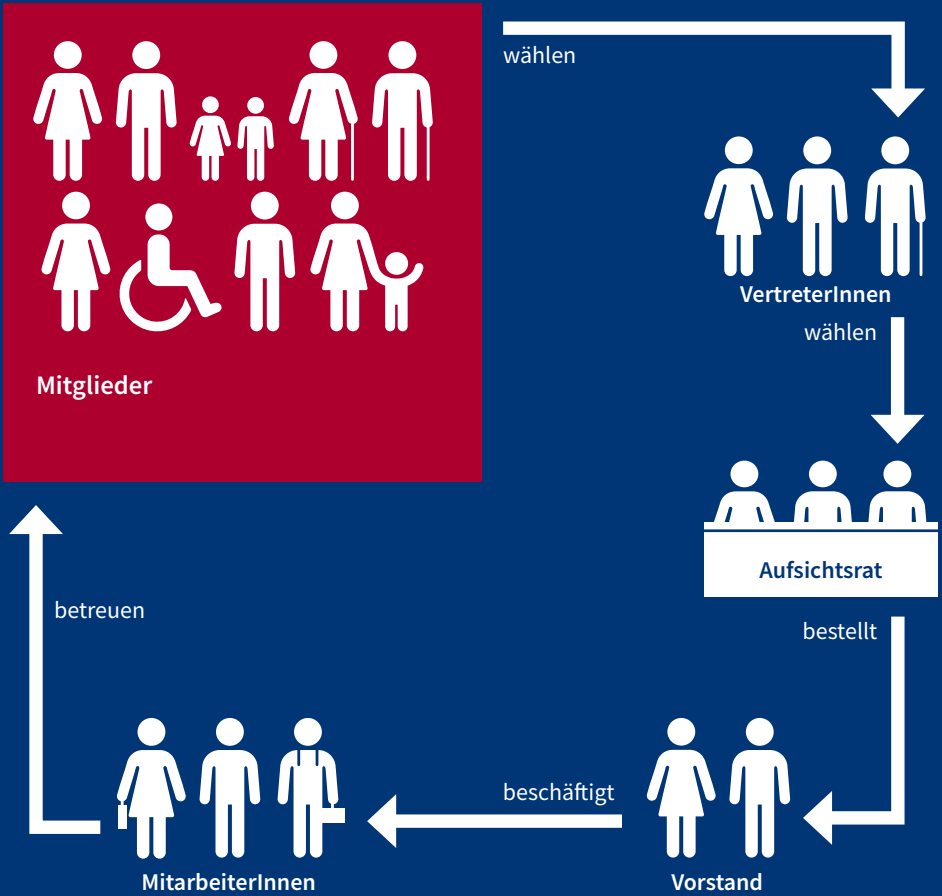 wählen
VertreterInnen
wählen
Mitglieder
Aufsichtsrat
bestellt
betreuen
beschäftigt
MitarbeiterInnen
Vorstand